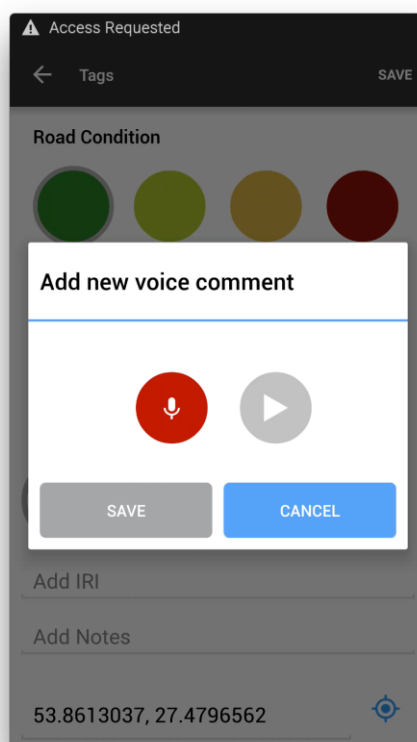 Access Requested
Tags SAVE
Road Condition
Add new voice comment
SAVE CANCEL
Add IRI
Add Notes
53.8613037, 27.4796562